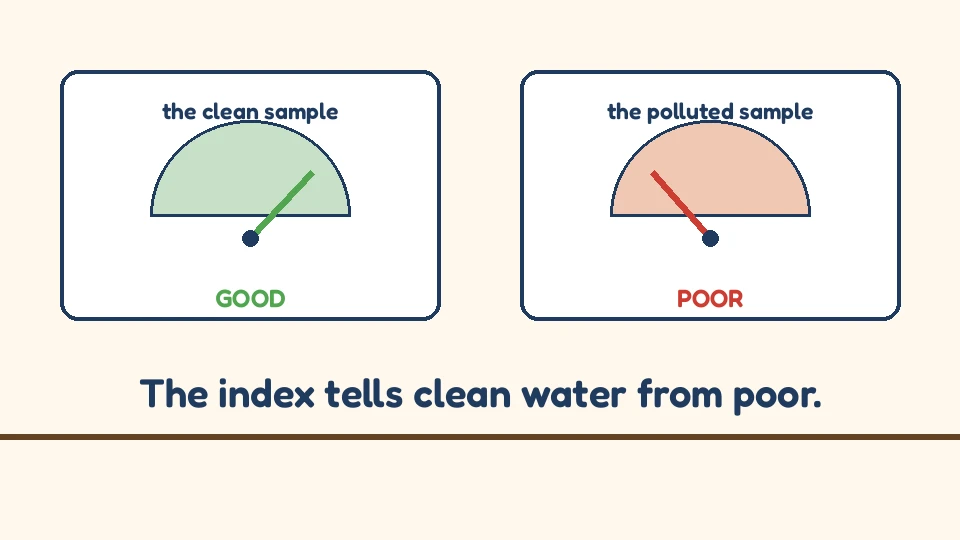 the clean sample
the polluted sample
GOOD
POOR
The index tells clean water from poor.